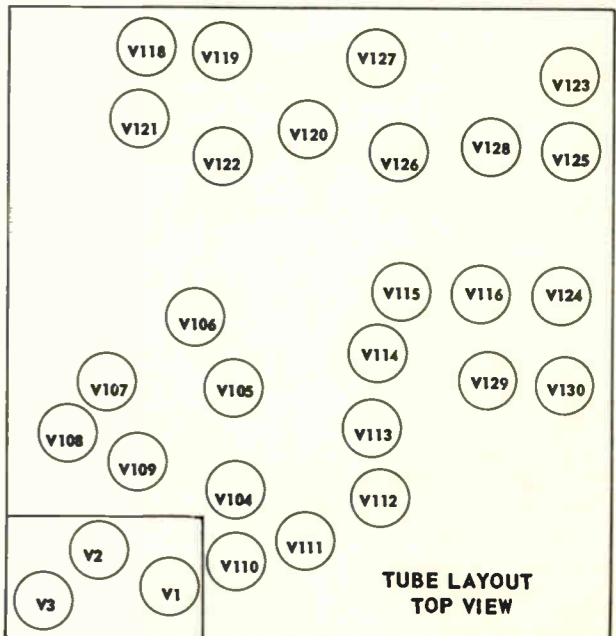 V118 V119 V127
V123
V121 V122 V120 V126 V128 V125
V115 V116 V124
V106
V114
V107 V105 V129 V130
V108 V113
V109
V104 V112
V110 V111
V2
V3 V1
TUBE LAYOUT
TOP VIEW